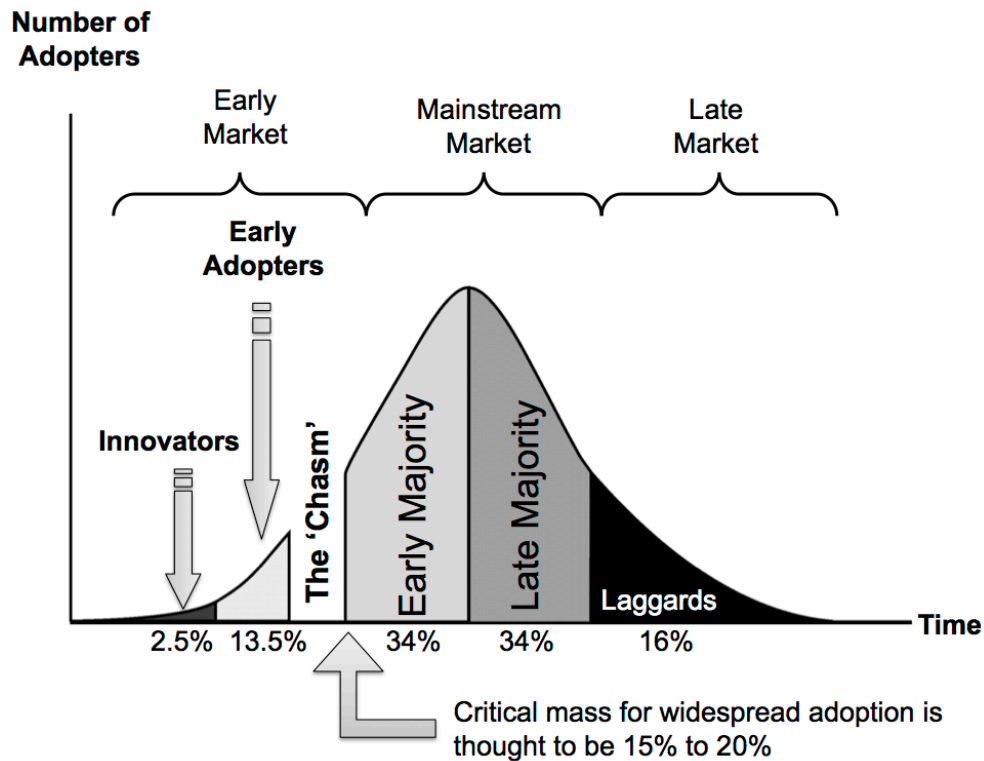 Number of
Adopters
Early
Market
Mainstream
Market
Late
Market
Early
Adopters
Innovators
The ‘Chasm’
Early Majority
Late Majority
Laggards
Time
2.5%
13.5%
34%
34%
16%
Critical mass for widespread adoption is
thought to be 15% to 20%